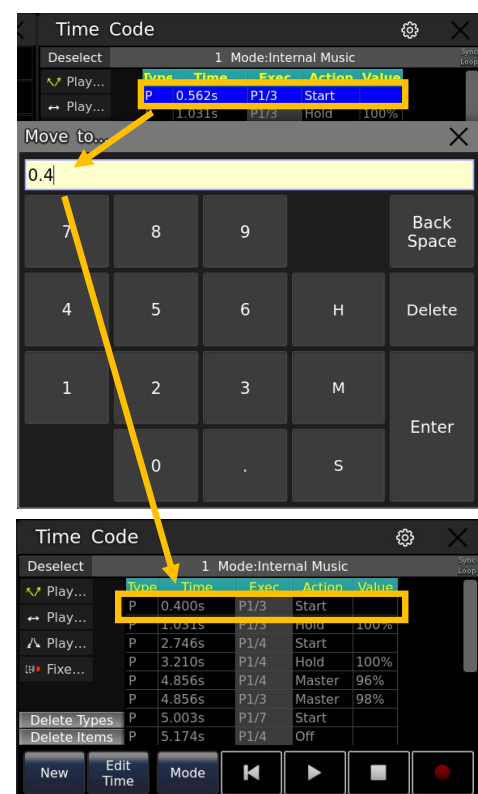 Time Code
Deselect 1 Mode:Internal Music Sync Loop
Play... Type Time Exec Action Value
P 0.562s P1/3 Start
Play... 1.031s P1/3 Hold 100%
Move to...
0.4
7 8 9 Back Space
4 5 6 H Delete
1 2 3 M
Enter
0 . S
Time Code
Deselect 1 Mode:Internal Music Sync Loop
Play... Type Time Exec Action Value
P 0.400s P1/3 Start
Play... P 1.031s P1/3 Hold 100%
Play... P 2.746s P1/4 Start
Fixe... P 3.210s P1/4 Hold 100%
P 4.856s P1/4 Master 96%
P 4.856s P1/3 Master 98%
Delete Types P 5.003s P1/7 Start
Delete Items P 5.174s P1/4 Off
New Edit Time Mode